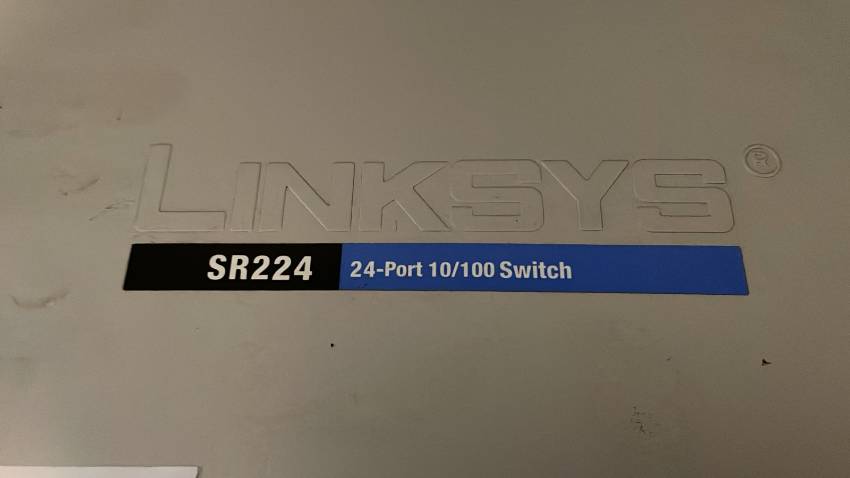 LINKSYS®
SR224 24-Port 10/100 Switch